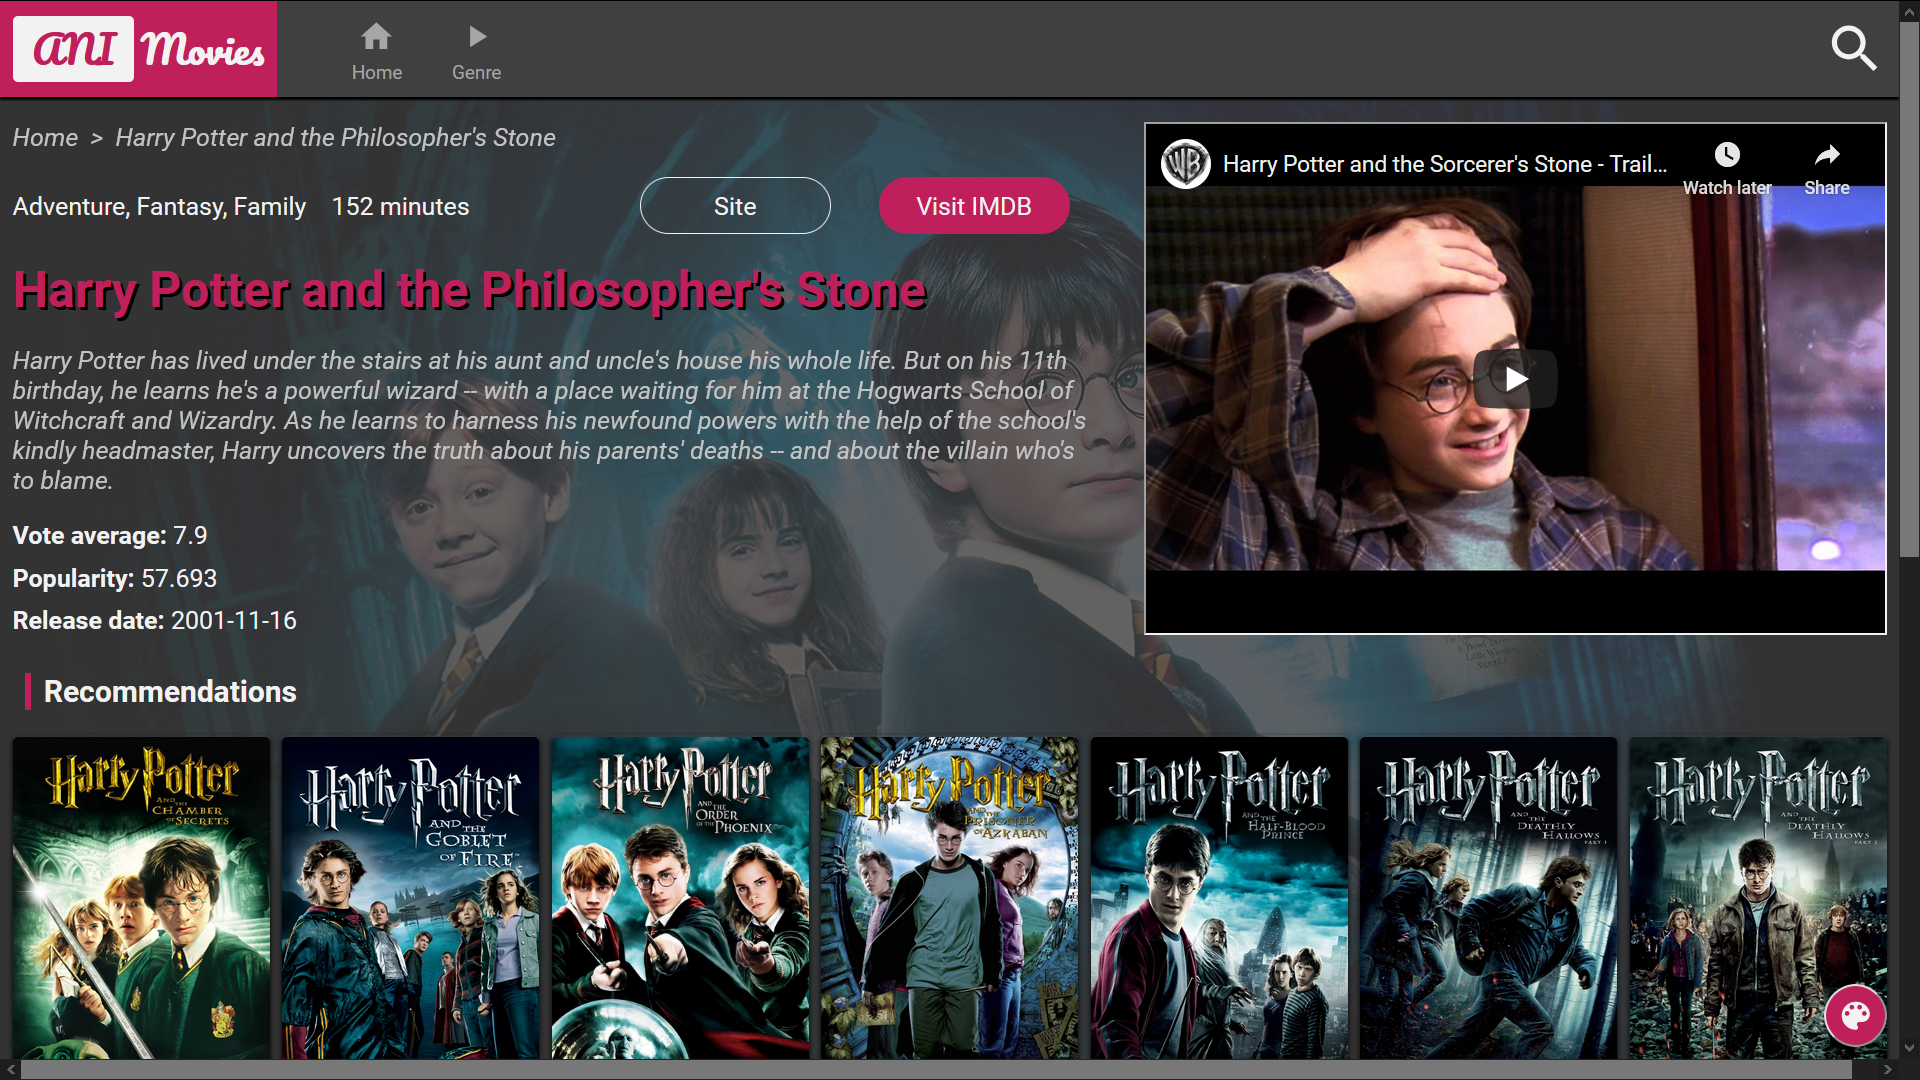 ANI Movies
Home
Genre
Home > Harry Potter and the Philosopher's Stone
Adventure, Fantasy, Family 152 minutes
Site
Visit IMDB
Harry Potter and the Philosopher's Stone
Harry Potter has lived under the stairs at his aunt and uncle's house his whole life. But on his 11th
birthday, he learns he's a powerful wizard -- with a place waiting for him at the Hogwarts School of
Witchcraft and Wizardry. As he learns to harness his newfound powers with the help of the school's
kindly headmaster, Harry uncovers the truth about his parents' deaths -- and about the villain who's
to blame.
Vote average: 7.9
Popularity: 57.693
Release date: 2001-11-16
WB
Harry Potter and the Sorcerer's Stone - Trail...
Watch later
Share
Recommendations
Harry Potter
AND THE
CHAMBER
OF SECRETS
Harry Potter
AND THE
GOBLET
OF FIRE
Harry Potter
AND THE
ORDER
OF THE PHOENIX
Harry Potter
AND THE
PRISONER
OF AZKABAN
Harry Potter
AND THE
HALF-BLOOD
PRINCE
Harry Potter
AND THE
DEATHLY
HALLOWS
PART 1
Harry Potter
AND THE
DEATHLY
HALLOWS